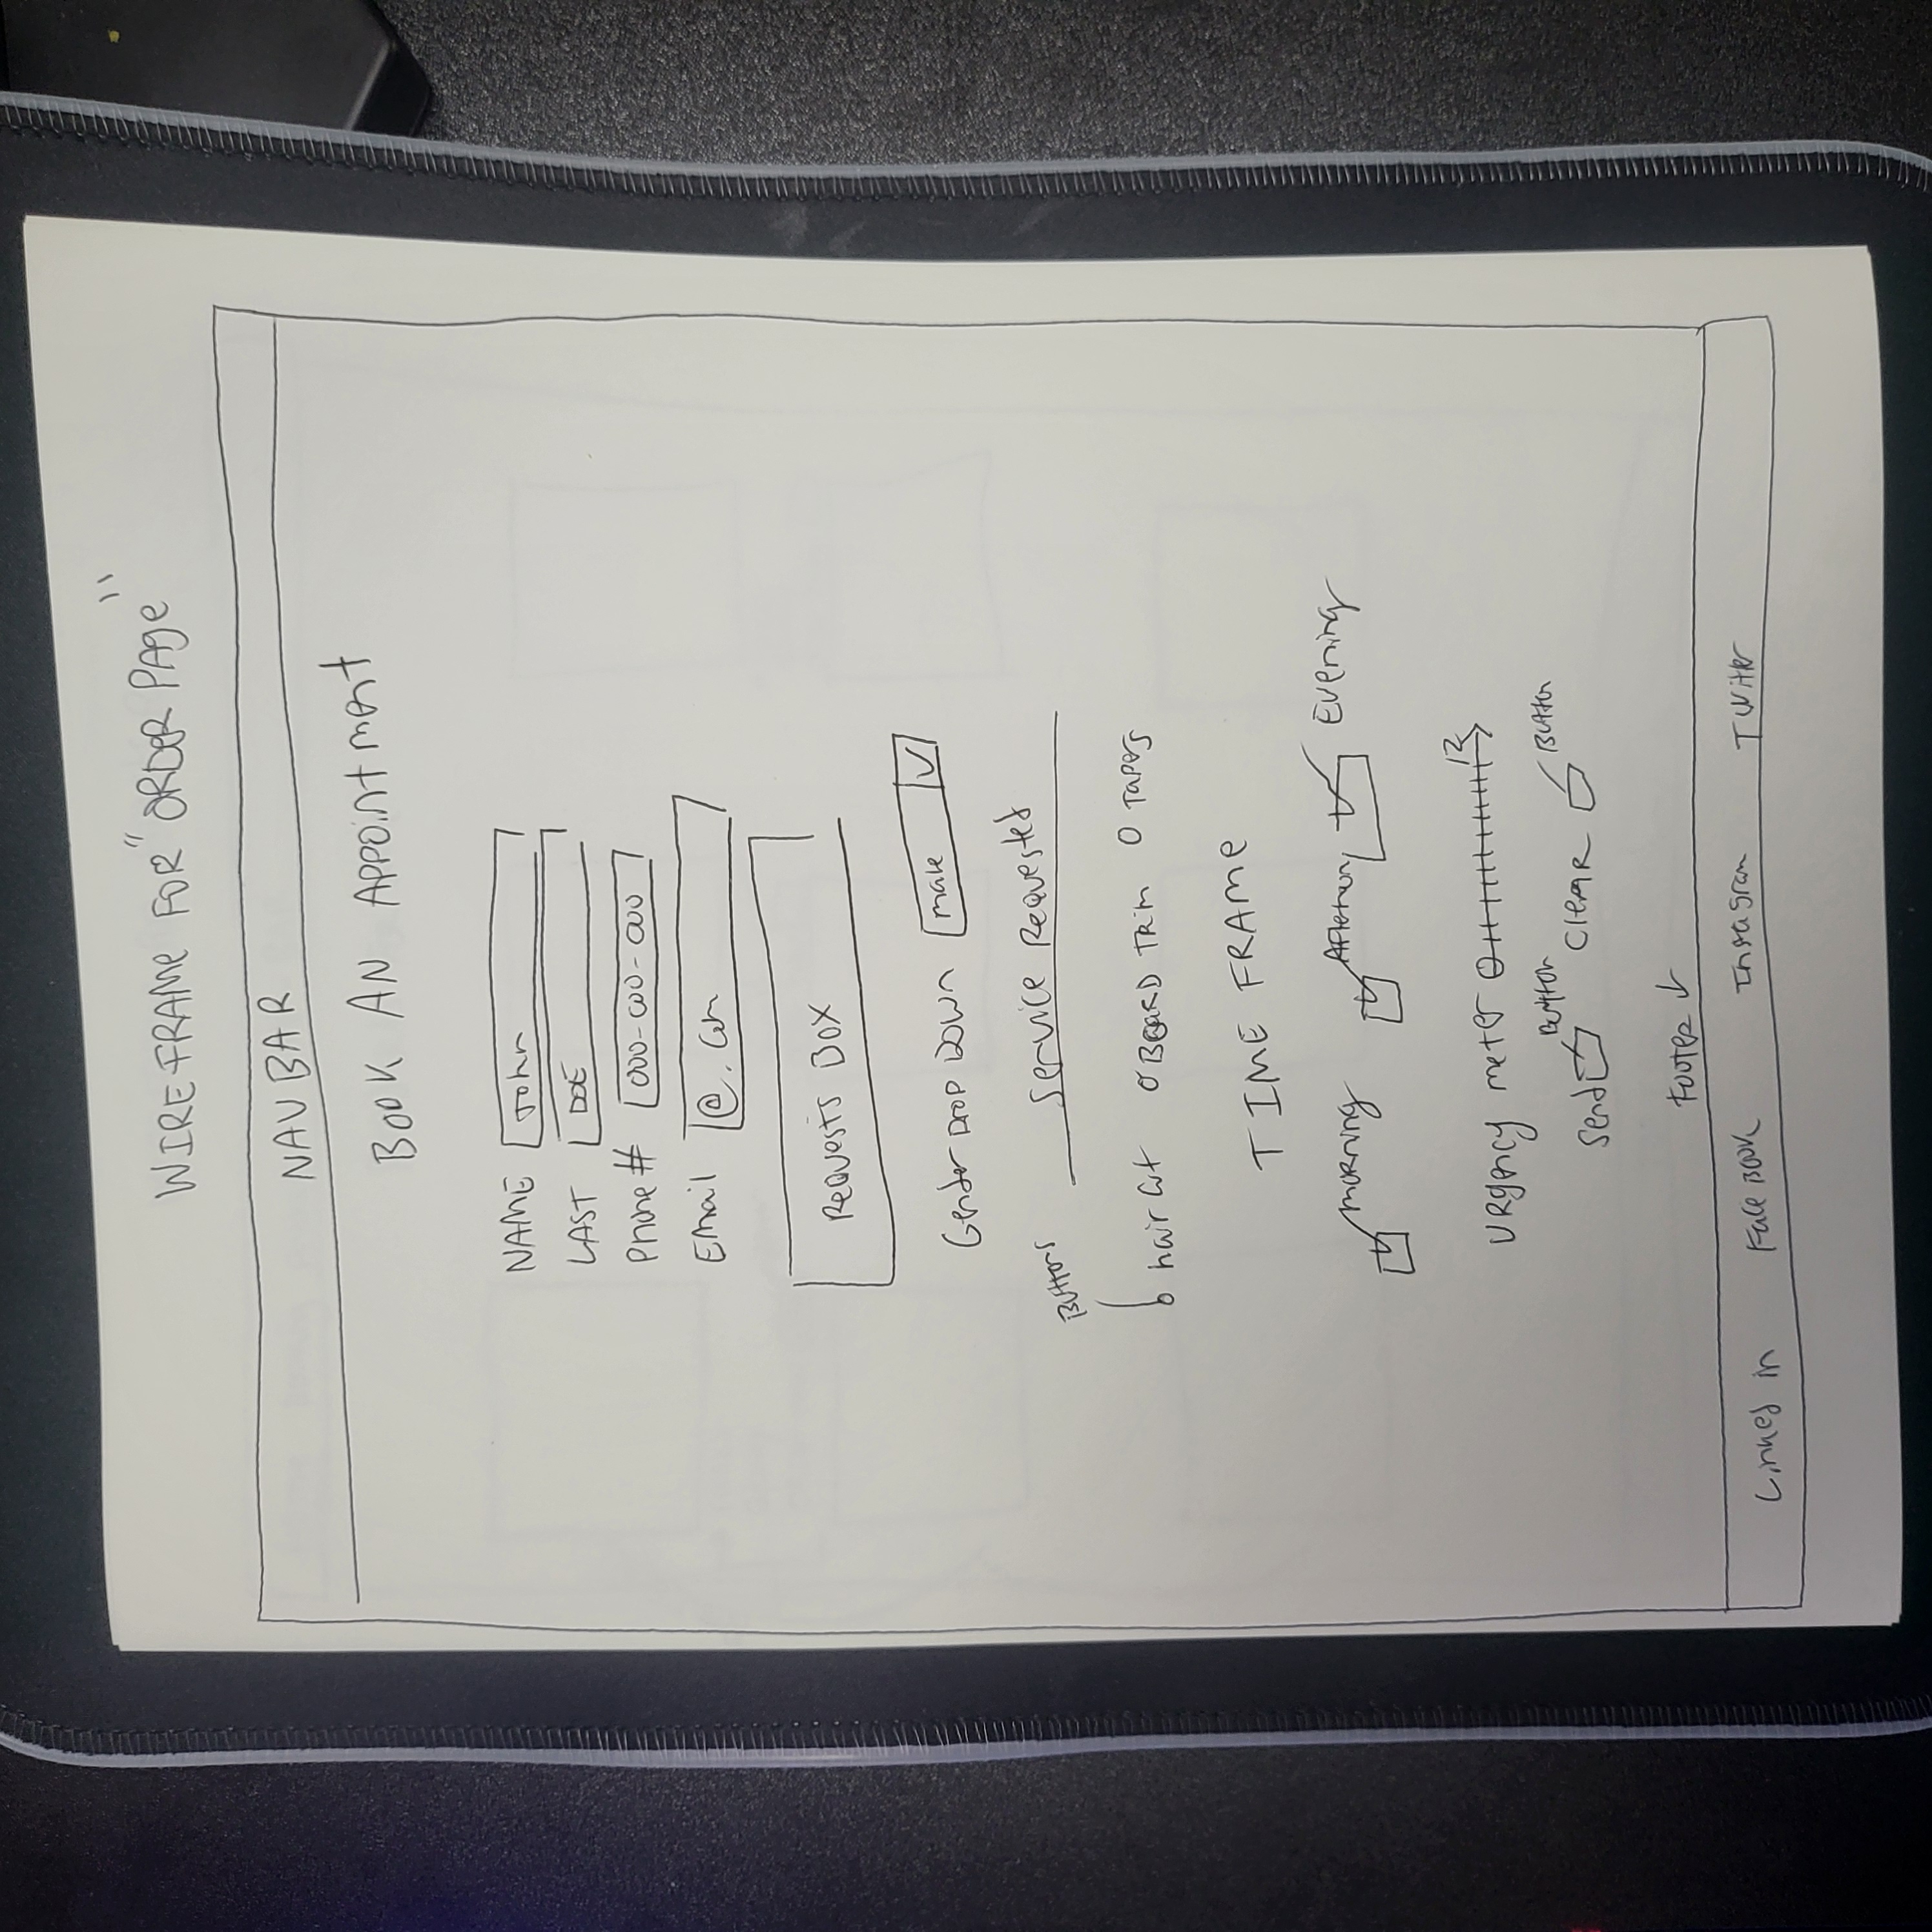 WIREFRAME FOR "ORDER PAGE"
NAV BAR
BOOK AN APPOINTMENT
NAME John
LAST DOE
Phone # 000-000-000
Email @.com
Requests BOX
Gender DROP DOWN male
Buttons Service Requested
hair cut BEARD TRIM TAPERS
TIME FRAME
morning Afternoon Evening
Urgency meter 0 12
Send Button Clear Button
Footer ↓
Linked in Face Book Instagram Twitter